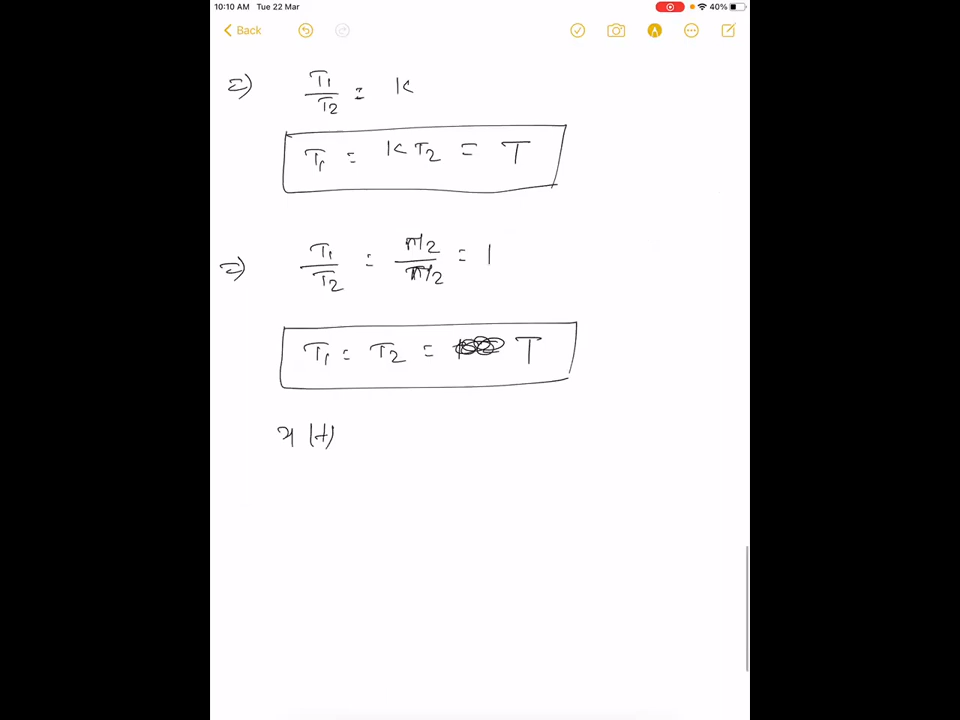 10:10 AM Tue 22 Mar 40%
Back
⇒) T1/T2 = K
T1 = KT2 = T
⇒) T1/T2 = (π/2)/(π/2) = 1
T1 = T2 = T
x(t)